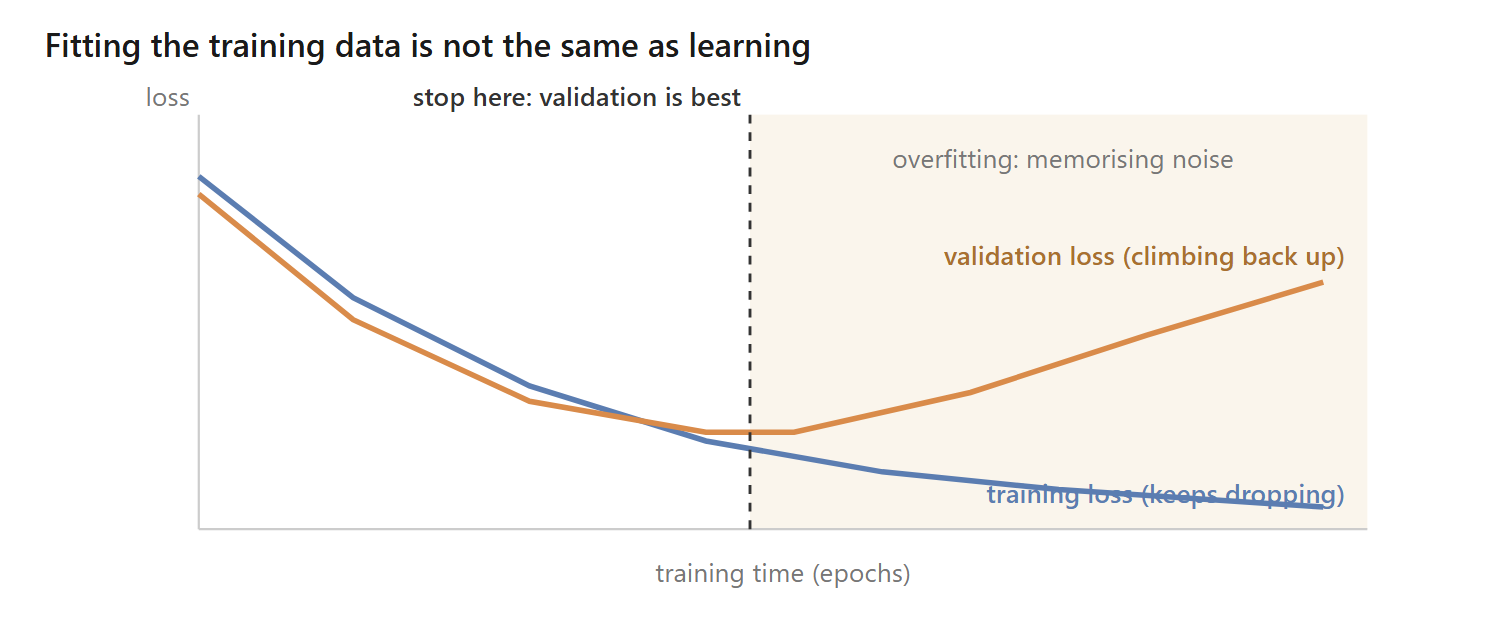 Fitting the training data is not the same as learning
loss
stop here: validation is best
overfitting: memorising noise
validation loss (climbing back up)
training loss (keeps dropping)
training time (epochs)